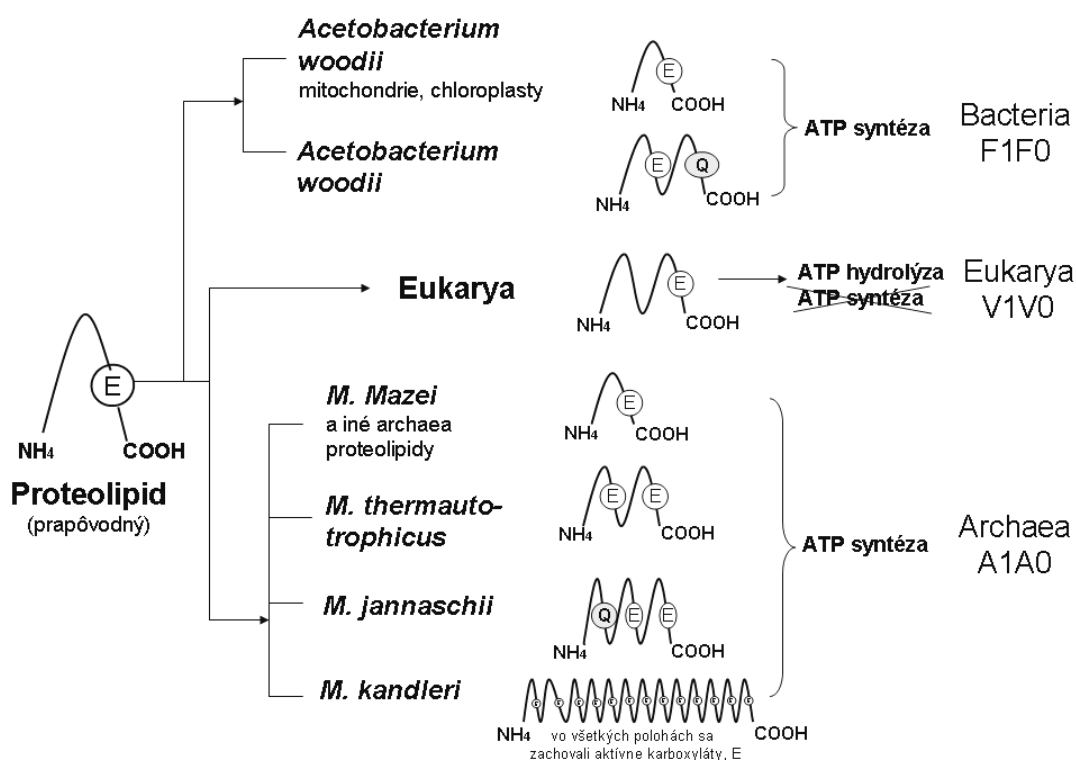 Acetobacterium
woodii
mitochondrie, chloroplasty
E
NH4
COOH
ATP syntéza
Bacteria
F1F0
Acetobacterium
woodii
E
Q
NH4
COOH
Eukarya
E
NH4
COOH
ATP hydrolýza
ATP syntéza
Eukarya
V1V0
E
NH4
COOH
Proteolipid
(prapôvodný)
M. Mazei
a iné archaea
proteolipidy
E
NH4
COOH
M. thermauto-
trophicus
E
E
NH4
COOH
ATP syntéza
Archaea
A1A0
M. jannaschii
Q
E
E
NH4
COOH
M. kandleri
E E E E E E E E E E E E E
NH4
COOH
vo všetkých polohách sa
zachovali aktívne karboxyláty, E